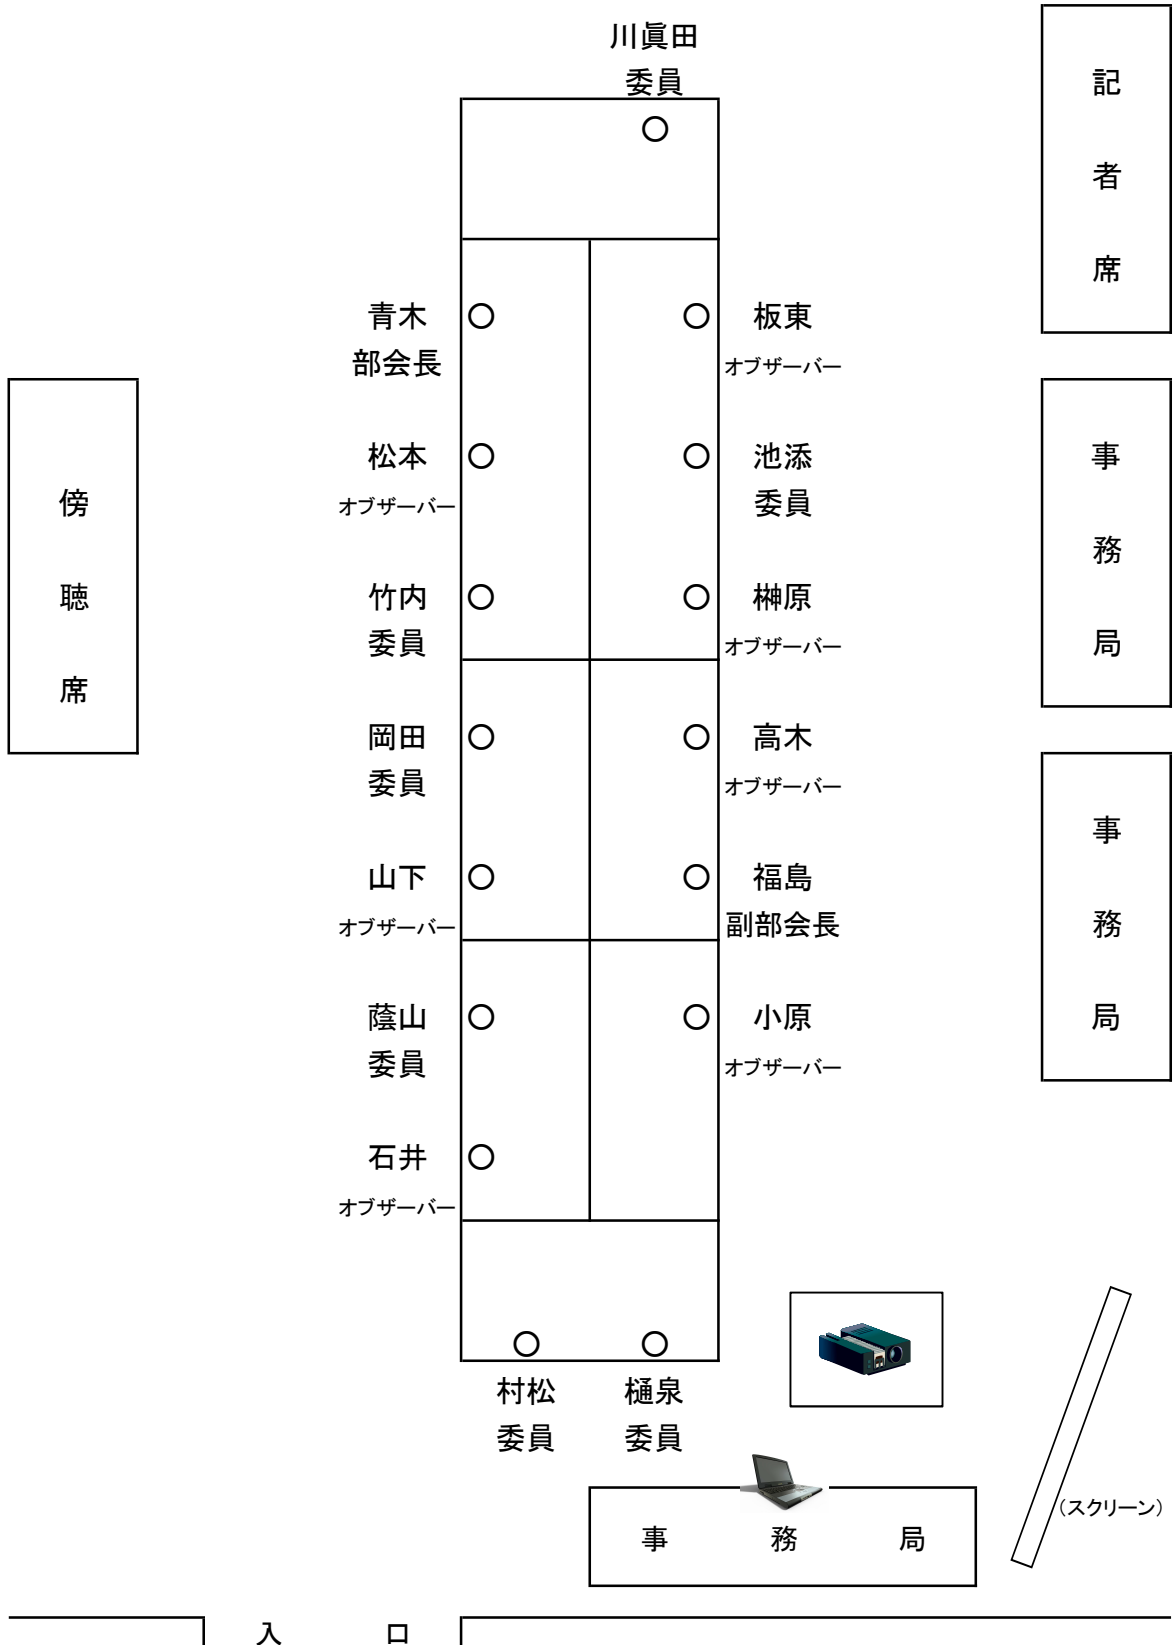 川眞田
委員
記
者
席
青木
部会長
板東
オブザーバー
松本
オブザーバー
池添
委員
傍
聴
席
事
務
局
竹内
委員
榊原
オブザーバー
岡田
委員
高木
オブザーバー
山下
オブザーバー
福島
副部会長
事
務
局
蔭山
委員
小原
オブザーバー
石井
オブザーバー
村松
委員
樋泉
委員
(スクリーン)
事 務 局
入 口